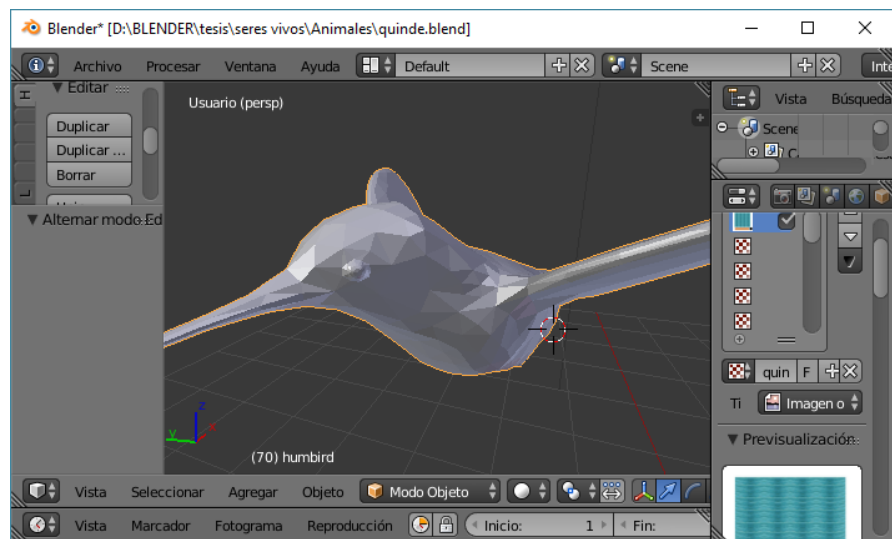 Blender* [D:\BLENDER\tesis\seres vivos\Animales\quinde.blend]
Archivo Procesar Ventana Ayuda Default Scene Inte
Editar
Duplicar
Duplicar ...
Borrar
Alternar modo Ed
Usuario (persp)
z
y x
(70) humbird
Vista Búsqueda
Scene
quin F
Ti Imagen o
Previsualización
Vista Seleccionar Agregar Objeto Modo Objeto
Vista Marcador Fotograma Reproducción Inicio: 1 Fin: